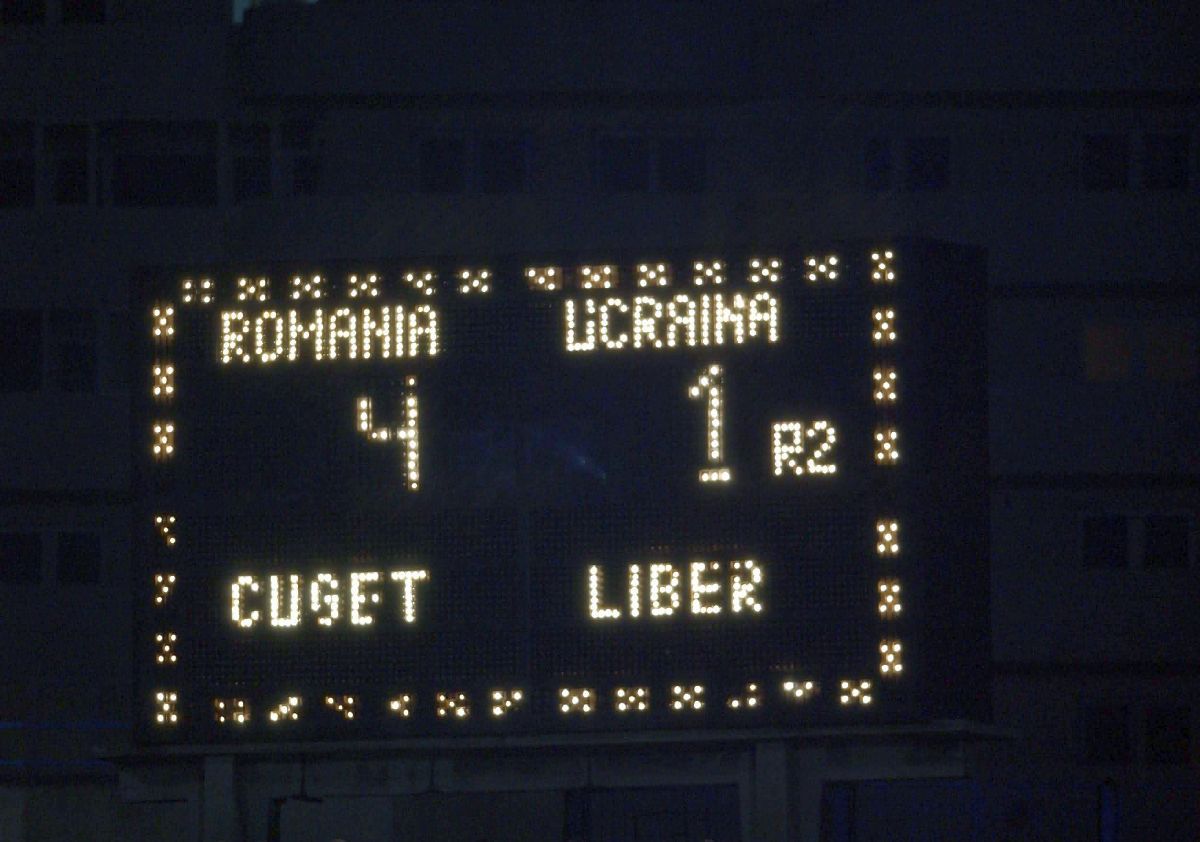 ROMANIA UCRAINA
4 1 R2
CUGET LIBER